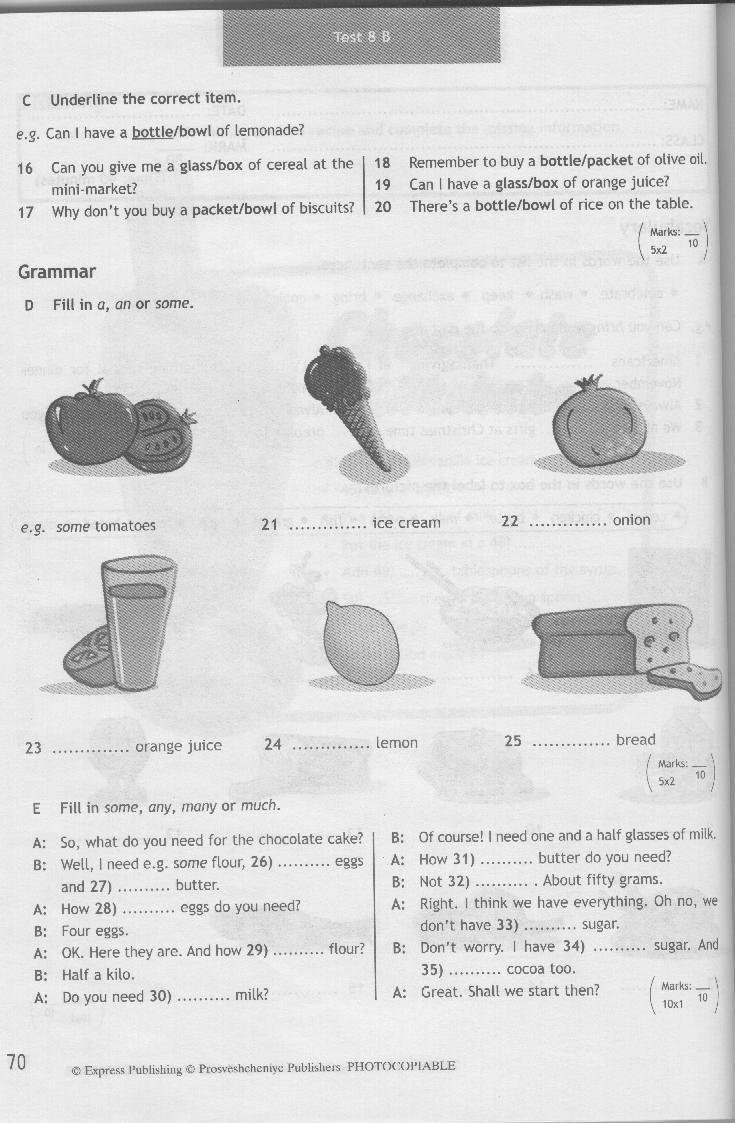 Test 8 B
C Underline the correct item.
e.g. Can I have a bottle/bowl of lemonade?
16 Can you give me a glass/box of cereal at the
mini-market?
17 Why don't you buy a packet/bowl of biscuits?
18 Remember to buy a bottle/packet of olive oil.
19 Can I have a glass/box of orange juice?
20 There's a bottle/bowl of rice on the table.
(Marks: __
5x2 10)
Grammar
D Fill in a, an or some.
e.g. some tomatoes
21 .............. ice cream
22 .............. onion
23 .............. orange juice
24 .............. lemon
25 .............. bread
(Marks: __
5x2 10)
E Fill in some, any, many or much.
A: So, what do you need for the chocolate cake?
B: Well, I need e.g. some flour, 26) .......... eggs
and 27) .......... butter.
A: How 28) .......... eggs do you need?
B: Four eggs.
A: OK. Here they are. And how 29) .......... flour?
B: Half a kilo.
A: Do you need 30) .......... milk?
B: Of course! I need one and a half glasses of milk.
A: How 31) .......... butter do you need?
B: Not 32) .......... . About fifty grams.
A: Right. I think we have everything. Oh no, we
don't have 33) .......... sugar.
B: Don't worry. I have 34) .......... sugar. And
35) .......... cocoa too.
A: Great. Shall we start then?
(Marks: __
10x1 10)
70
© Express Publishing © Prosveshcheniye Publishers PHOTOCOPIABLE